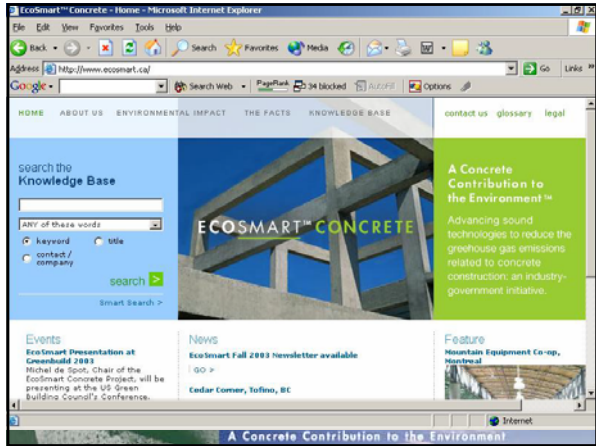 EcoSmart™ Concrete - Home - Microsoft Internet Explorer
File Edit View Favorites Tools Help
Back Search Favorites Media
Address http://www.ecosmart.ca/ Go Links »
Google Search Web PageRank 34 blocked AutoFill Options
HOME ABOUT US ENVIRONMENTAL IMPACT THE FACTS KNOWLEDGE BASE contact us glossary legal
search the
Knowledge Base
ANY of these words
keyword title
contact /
company
search >
Smart Search >
ECOSMART™ CONCRETE
A Concrete
Contribution to
the Environment™
Advancing sound
technologies to reduce the
greehouse gas emissions
related to concrete
construction: an industry-
government initiative.
Events
EcoSmart Presentation at
Greenbuild 2003
Michel de Spot, Chair of the
EcoSmart Concrete Project, will be
presenting at the US Green
Building Council's Conference.
News
EcoSmart Fall 2003 Newsletter available
GO >
Cedar Corner, Tofino, BC
Feature
Mountain Equipment Co-op,
Montreal
Internet
A Concrete Contribution to the Environment